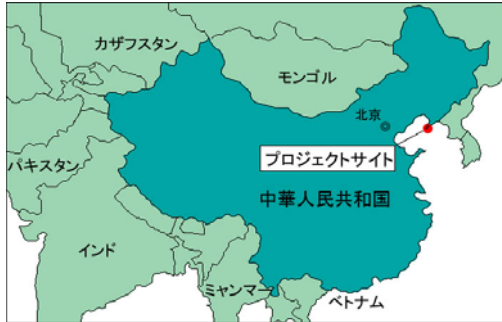 カザフスタン
モンゴル
北京
プロジェクトサイト
パキスタン
中華人民共和国
インド
ミャンマー
ベトナム